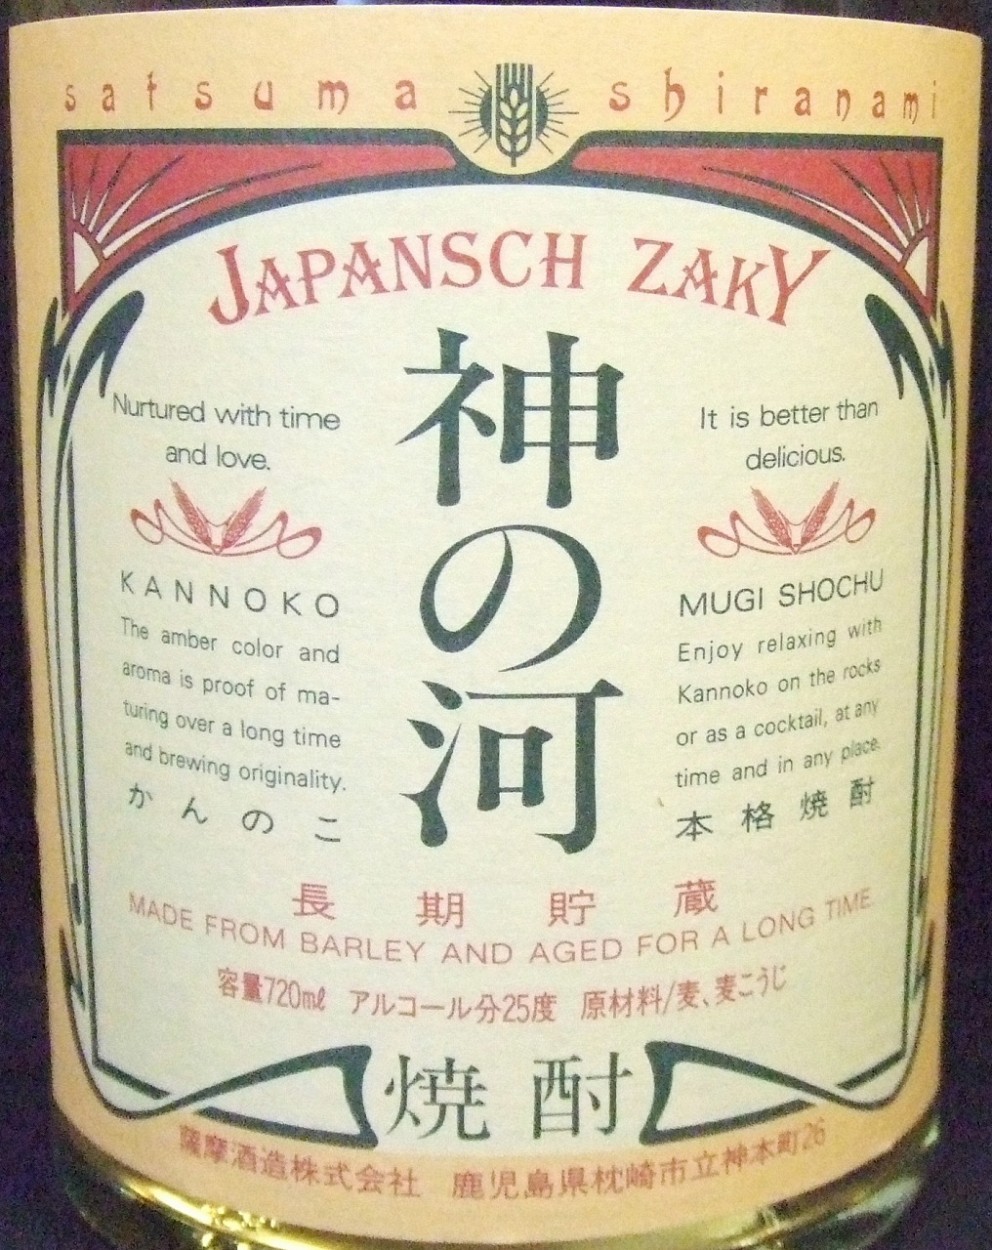 satsuma shiranami
JAPANSCH ZAKY
神の河
Nurtured with time
and love.
KANNOKO
The amber color and
aroma is proof of ma-
turing over a long time
and brewing originality.
かんのこ
It is better than
delicious.
MUGI SHOCHU
Enjoy relaxing with
Kannoko on the rocks
or as a cocktail, at any
time and in any place.
本格焼酎
長期貯蔵
MADE FROM BARLEY AND AGED FOR A LONG TIME
容量720mℓ アルコール分25度 原材料/麦、麦こうじ
焼酎
薩摩酒造株式会社 鹿児島県枕崎市立神本町26